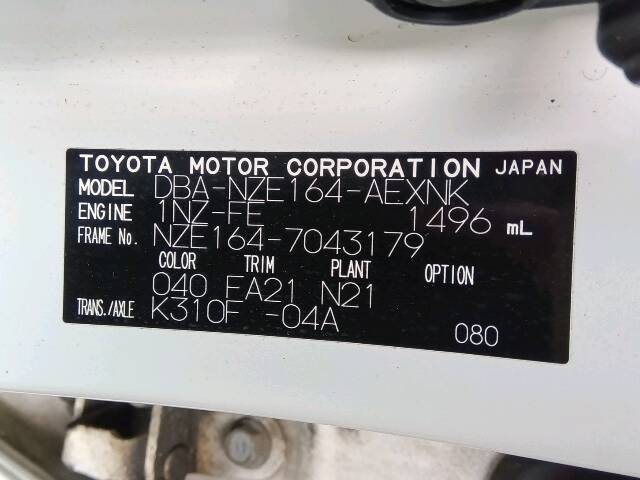 TOYOTA MOTOR CORPORATION JAPAN
MODEL DBA-NZE164-AEXNK
ENGINE 1NZ-FE 1496 mL
FRAME No. NZE164-7043179
COLOR TRIM PLANT OPTION
040 FA21 N21
TRANS./AXLE K310F -04A
080